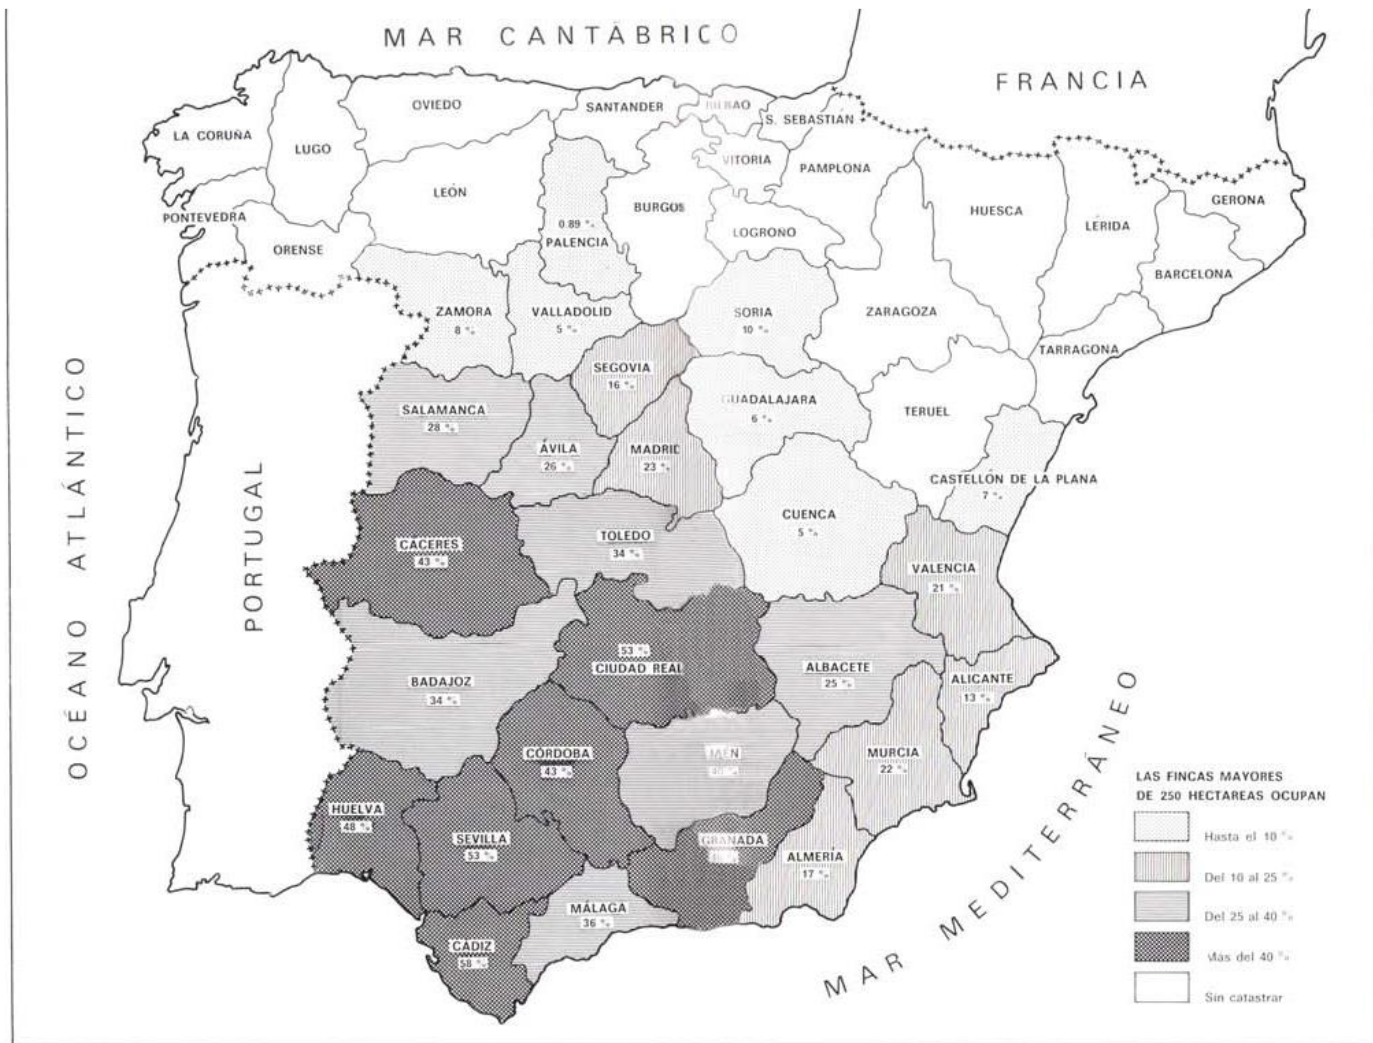 MAR CANTÁBRICO
FRANCIA
OVIEDO
SANTANDER
BILBAO
S. SEBASTIÁN
LA CORUÑA
LUGO
VITORIA
PAMPLONA
LEÓN
GERONA
BURGOS
HUESCA
LÉRIDA
PONTEVEDRA
0.89 %
PALENCIA
LOGROÑO
ORENSE
BARCELONA
ZAMORA
8 %
VALLADOLID
5 %
SORIA
10 %
ZARAGOZA
TARRAGONA
SEGOVIA
16 %
SALAMANCA
28 %
GUADALAJARA
6 %
TERUEL
ÁVILA
26 %
MADRID
23 %
CASTELLÓN DE LA PLANA
7 %
CUENCA
5 %
CACERES
43 %
TOLEDO
34 %
VALENCIA
21 %
OCÉANO ATLÁNTICO
PORTUGAL
53 %
CIUDAD REAL
BADAJOZ
34 %
ALBACETE
25 %
ALICANTE
13 %
CÓRDOBA
43 %
JAÉN
MURCIA
22 %
HUELVA
48 %
SEVILLA
53 %
GRANADA
ALMERÍA
17 %
MÁLAGA
36 %
CÁDIZ
58 %
MAR MEDITERRÁNEO
LAS FINCAS MAYORES
DE 250 HECTAREAS OCUPAN
Hasta el 10 %
Del 10 al 25 %
Del 25 al 40 %
Más del 40 %
Sin catastrar